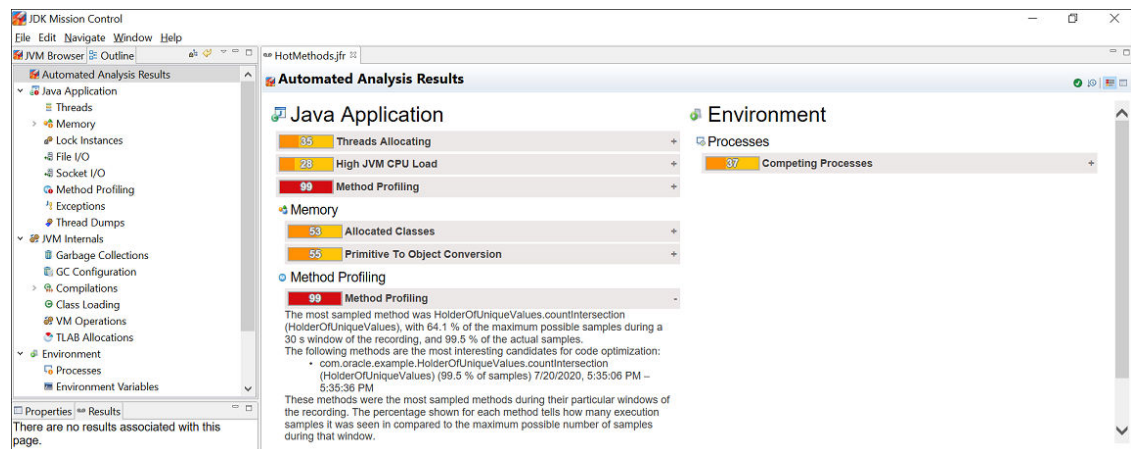 JDK Mission Control
File Edit Navigate Window Help
JVM Browser Outline
Automated Analysis Results
Java Application
Threads
Memory
Lock Instances
File I/O
Socket I/O
Method Profiling
Exceptions
Thread Dumps
JVM Internals
Garbage Collections
GC Configuration
Compilations
Class Loading
VM Operations
TLAB Allocations
Environment
Processes
Environment Variables
Properties Results
There are no results associated with this
page.
HotMethods.jfr
Automated Analysis Results
Java Application
35 Threads Allocating +
28 High JVM CPU Load +
99 Method Profiling +
Memory
53 Allocated Classes +
55 Primitive To Object Conversion +
Method Profiling
99 Method Profiling -
The most sampled method was HolderOfUniqueValues.countIntersection
(HolderOfUniqueValues), with 64.1 % of the maximum possible samples during a
30 s window of the recording, and 99.5 % of the actual samples.
The following methods are the most interesting candidates for code optimization:
• com.oracle.example.HolderOfUniqueValues.countIntersection
(HolderOfUniqueValues) (99.5 % of samples) 7/20/2020, 5:35:06 PM –
5:35:36 PM
These methods were the most sampled methods during their particular windows of
the recording. The percentage shown for each method tells how many execution
samples it was seen in compared to the maximum possible number of samples
during that window.
Environment
Processes
37 Competing Processes +